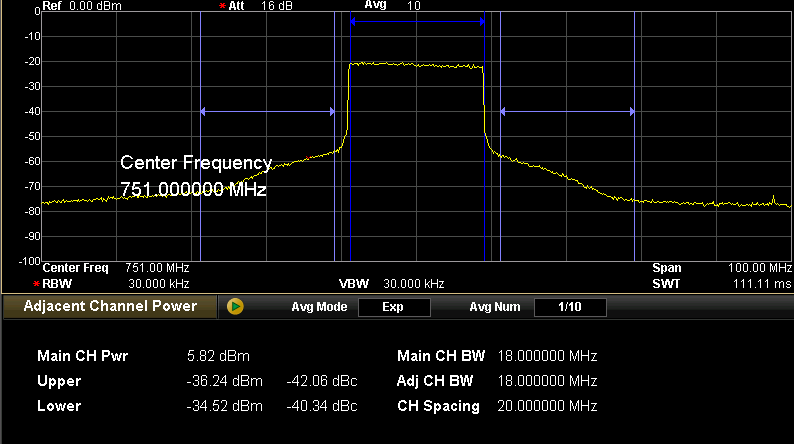 Ref 0.00 dBm * Att 16 dB Avg 10
0
-10
-20
-30
-40
-50
-60
-70
-80
-90
-100
Center Frequency
751.000000 MHz
Center Freq 751.00 MHz Span 100.00 MHz
* RBW 30.000 kHz VBW 30.000 kHz SWT 111.11 ms
Adjacent Channel Power Avg Mode Exp Avg Num 1/10
Main CH Pwr 5.82 dBm Main CH BW 18.000000 MHz
Upper -36.24 dBm -42.06 dBc Adj CH BW 18.000000 MHz
Lower -34.52 dBm -40.34 dBc CH Spacing 20.000000 MHz